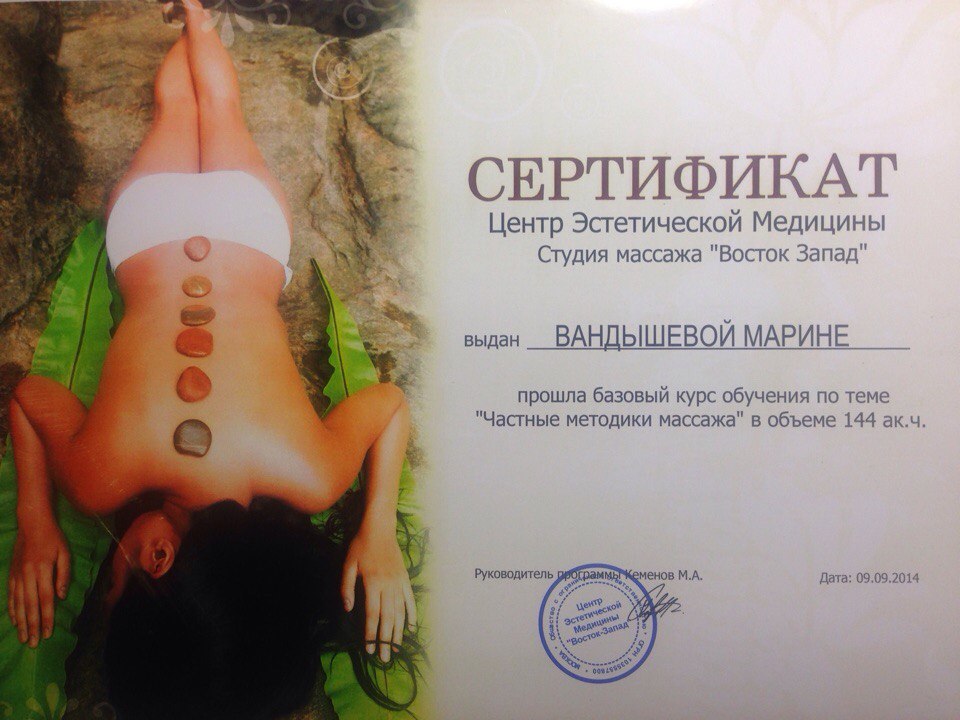 СЕРТИФИКАТ
Центр Эстетической Медицины
Студия массажа "Восток Запад"
выдан ВАНДЫШЕВОЙ МАРИНЕ
прошла базовый курс обучения по теме
"Частные методики массажа" в объеме 144 ак.ч.
Руководитель программы Кеменов М.А.
Дата: 09.09.2014
Центр
Эстетической
Медицины
"Восток-Запад
МОСКВА